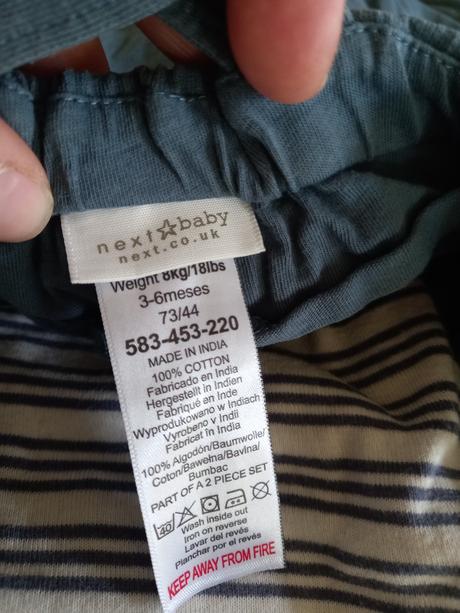 next baby
next.co.uk
Weight 8kg/18lbs
3-6meses
73/44
583-453-220
MADE IN INDIA
100% COTTON
Fabricado en India
Hergestellt in Indien
Fabriqué en Inde
Wyprodukowano w Indiach
Vyrobeno v Indii
Fabricat în India
100% Algodón/Baumwolle/
Coton/Bawełna/Bavlna/
Bumbac
PART OF A 2 PIECE SET
40
Wash inside out
Iron on reverse
Lavar del revés
Planchar por el revés
KEEP AWAY FROM FIRE